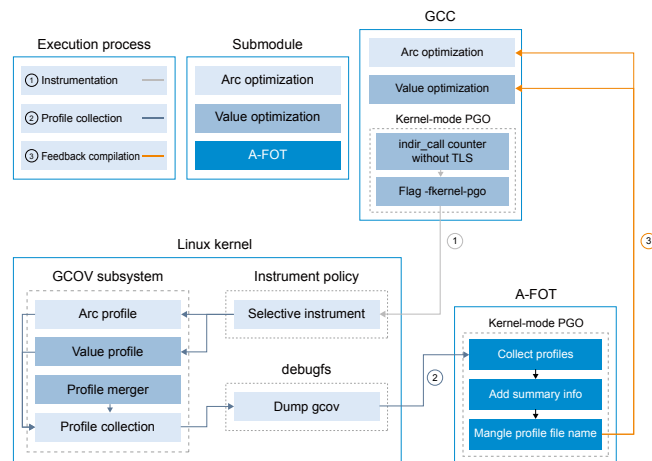 GCC
Execution process
Submodule
Arc optimization
1 Instrumentation
Arc optimization
2 Profile collection
Value optimization
Value optimization
3 Feedback compilation
A-FOT
Kernel-mode PGO
indir_call counter
without TLS
Flag -fkernel-pgo
1
3
Linux kernel
GCOV subsystem
Instrument policy
Arc profile
Selective instrument
A-FOT
Value profile
Kernel-mode PGO
Collect profiles
debugfs
2
Profile merger
Add summary info
Dump gcov
Profile collection
Mangle profile file name